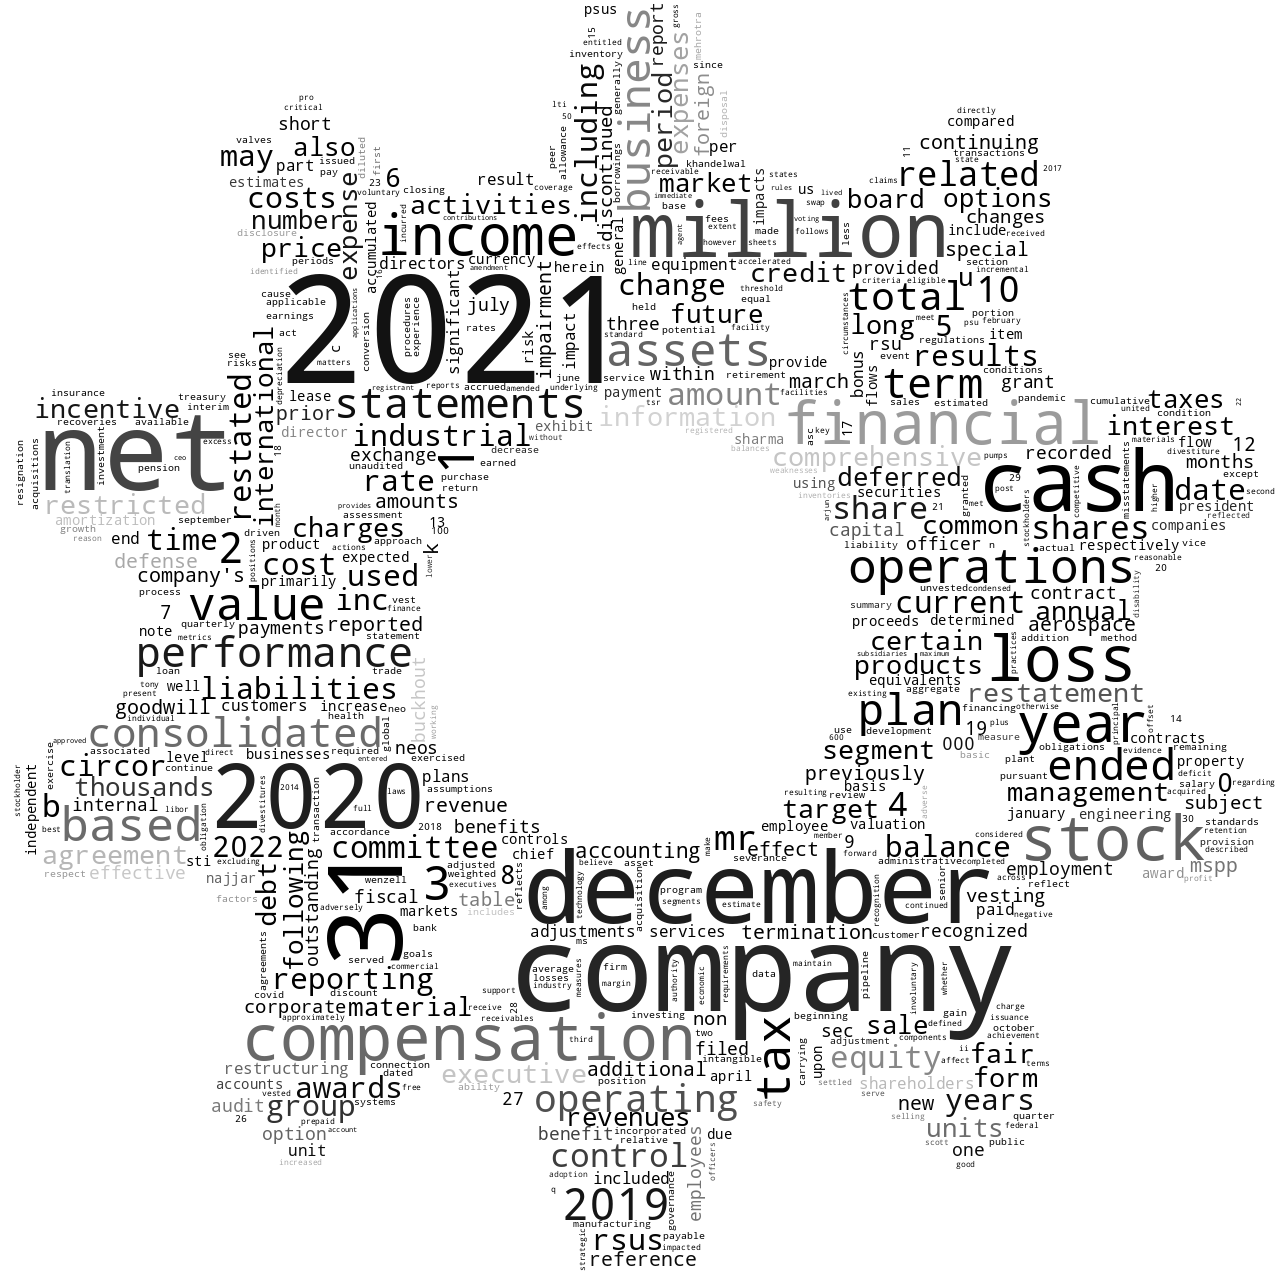 psus
business
report
gross
mehrotra
15
entitled
inventory
generally
including
discontinued
borrowings
period
expenses
foreign
since
disposal
per
pro
critical
short
valves
also
may
part
issued
pay
estimates
diluted
first
23
6
voluntary
closing
result
coverage
1ti
50
peer
allowance
khandelwal
receivable
market
immediate
base
states
rules
us
lived
swap
impacts
directly
compared
continuing
11
transactions
state
related
2017
claims
board
options
costs
number
expense
accumulated
incurred
activities
contributions
income
effects
general
million
fees
extent
agent
made
however
sheets
voting
follows
less
changes
include
received
special
disclosure
price
periods
identified
directors
currency
amendment
herein
line
equipment
accelerated
credit
provided
section
u
incremental
criteria
eligible
cause
applicable
earnings
act
16
applications
2021
procedures
experience
july
significant
rates
risk
impairment
impact
held
change
threshold
equal
future
three
potential
facility
standard
total
10
portion
long
5
meet
psu
february
circumstances
rsu
regulations
item
event
results
conditions
see
risks
international
depreciation
c
matters
conversion
assets
provide
service
within
retirement
flows
bonus
term
grant
pandemic
insurance
treasury
interim
incentive
recoveries
available
restated
lease
prior
director
registrant
reports
accrued
amended
june
underlying
statements
payment
tsr
amount
facilities
march
sales
estimated
cumulative
united
taxes
22
information
registered
financial
condition
interest
net
excess
resignation
acquisitions
translation
investment
ceo
pension
18
industrial
exhibit
without
exchange
unaudited
decrease
earned
1
sharma
balances
asc
key
17
comprehensive
weaknesses
pumps
recorded
materials
flow
divestiture
12
months
except
restricted
rate
purchase
return
amounts
using
inventories
deferred
securities
29
post
granted
met
cash
competitive
misstatements
higher
date
second
amortization
growth
reason
september
month
driven
provides
assessment
charges
13
100
arjun
share
21
capital
common
stockholders
shares
president
reflected
companies
end
time
2
defense
company's
process
product
actions
approach
cost
expected
primarily
used
lower
k
positions
liability
officer
n
actual
respectively
vice
reasonable
20
operations
7
value
inc
vest
finance
unvested
condensed
contract
disability
note
quarterly
metrics
payments
reported
statement
summary
current
annual
proceeds
determined
aerospace
performance
loan
trade
certain
addition
method
subsidiaries
maximum
practices
tony
present
well
liabilities
buckhout
working
products
equivalents
existing
aggregate
loss
restatement
goodwill
individual
customers
increase
neo
health
global
plan
financing
otherwise
plus
19
year
principal
offset
14
consolidated
approved
associated
direct
businesses
required
entered
neos
exercised
use
600
development
segment
000
measure
basic
obligations
evidence
contracts
remaining
stockholder
exercise
circor
continue
level
thousands
2020
2014
laws
full
plans
assumptions
previously
basis
plant
ended
property
pursuant
deficit
salary
acquired
0
regarding
independent
b
internal
libor
best
based
obligation
divestitures
transaction
revenue
resulting
review
target
4
adverse
management
subject
january
engineering
30
standards
agreement
respect
effective
2022
sti
excluding
accordance
2018
benefits
committee
controls
employee
member
valuation
mr
make
effect
9
forward
severance
balance
considered
stock
retention
provision
described
najjar
factors
debt
following
outstanding
31
wenzell
adjusted
weighted
executives
chief
8
reflects
accounting
believe
asset
administrative
completed
across
employment
reflect
award
mspp
profit
fiscal
3
table
includes
adversely
markets
bank
among
technology
acquisition
program
segments
estimate
december
recognition
continued
senior
vesting
paid
negative
served
goals
commercial
adjustments
services
termination
customer
recognized
ms
agreements
covid
reporting
discount
average
losses
industry
measures
firm
margin
company
authority
economic
requirements
data
maintain
pipeline
involuntary
whether
corporate
material
approximately
receive
receivables
support
28
investing
non
two
compensation
third
filed
intangible
tax
beginning
sec
sale
gain
defined
charge
issuance
october
achievement
restructuring
connection
dated
executive
ability
additional
position
april
carrying
upon
adjustment
components
equity
affect
ii
fair
terms
accounts
vested
awards
free
systems
audit
26
group
prepaid
account
27
operating
safety
settled
shareholders
serve
form
new
years
selling
quarter
federal
option
unit
increased
revenues
benefit
incorporated
relative
due
employees
officers
units
scott
public
one
good
control
adoption
included
q
2019
governance
manufacturing
strategic
rsus
payable
impacted
reference